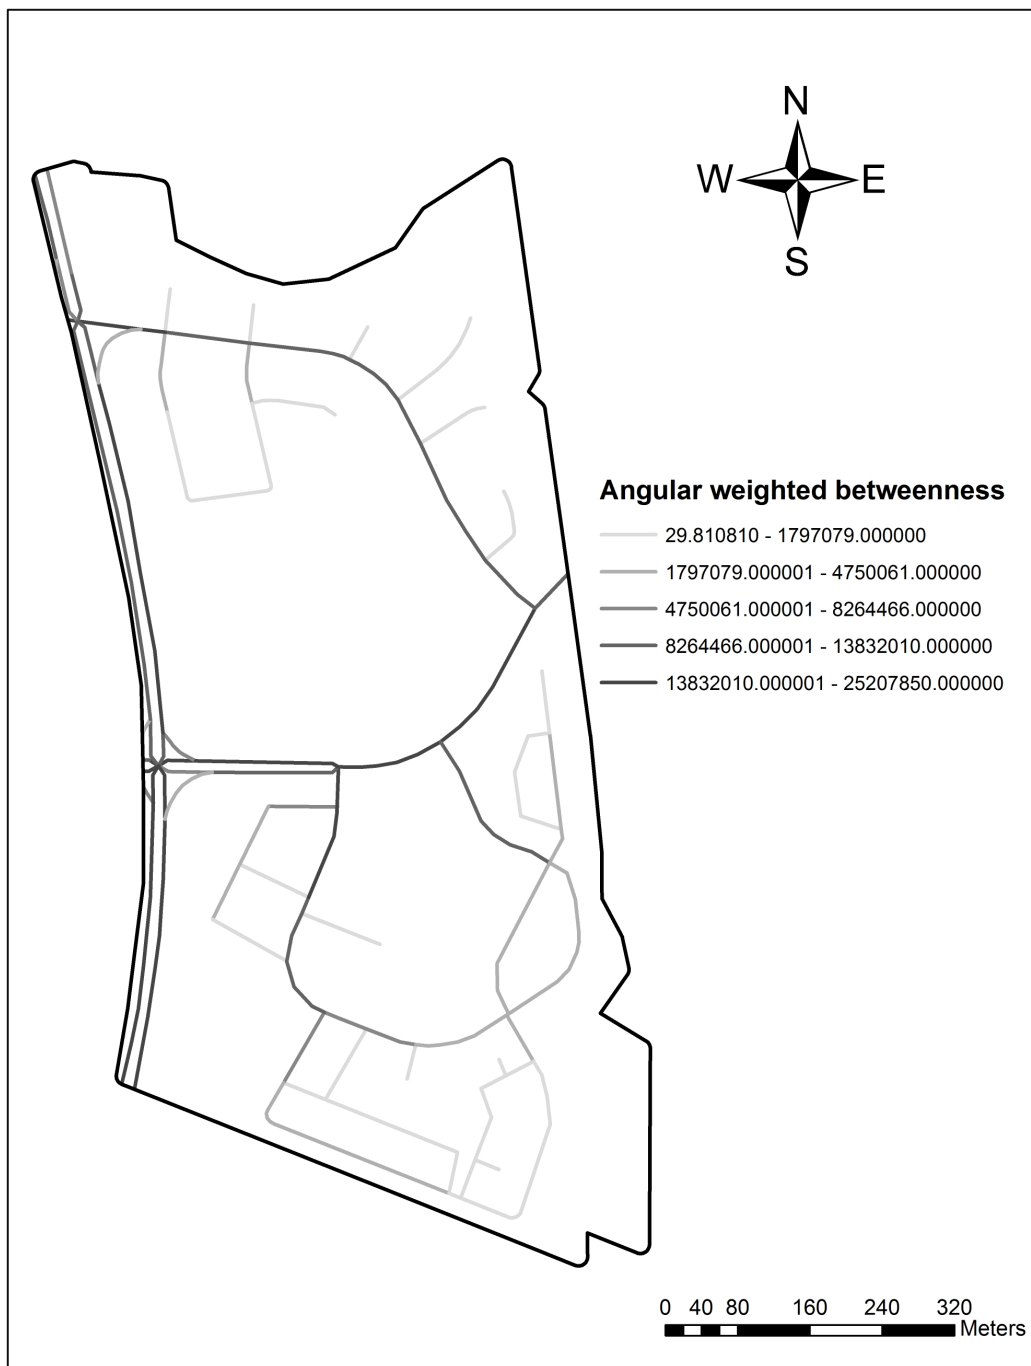 N
W E
S
Angular weighted betweenness
29.810810 - 1797079.000000
1797079.000001 - 4750061.000000
4750061.000001 - 8264466.000000
8264466.000001 - 13832010.000000
13832010.000001 - 25207850.000000
0 40 80 160 240 320
Meters